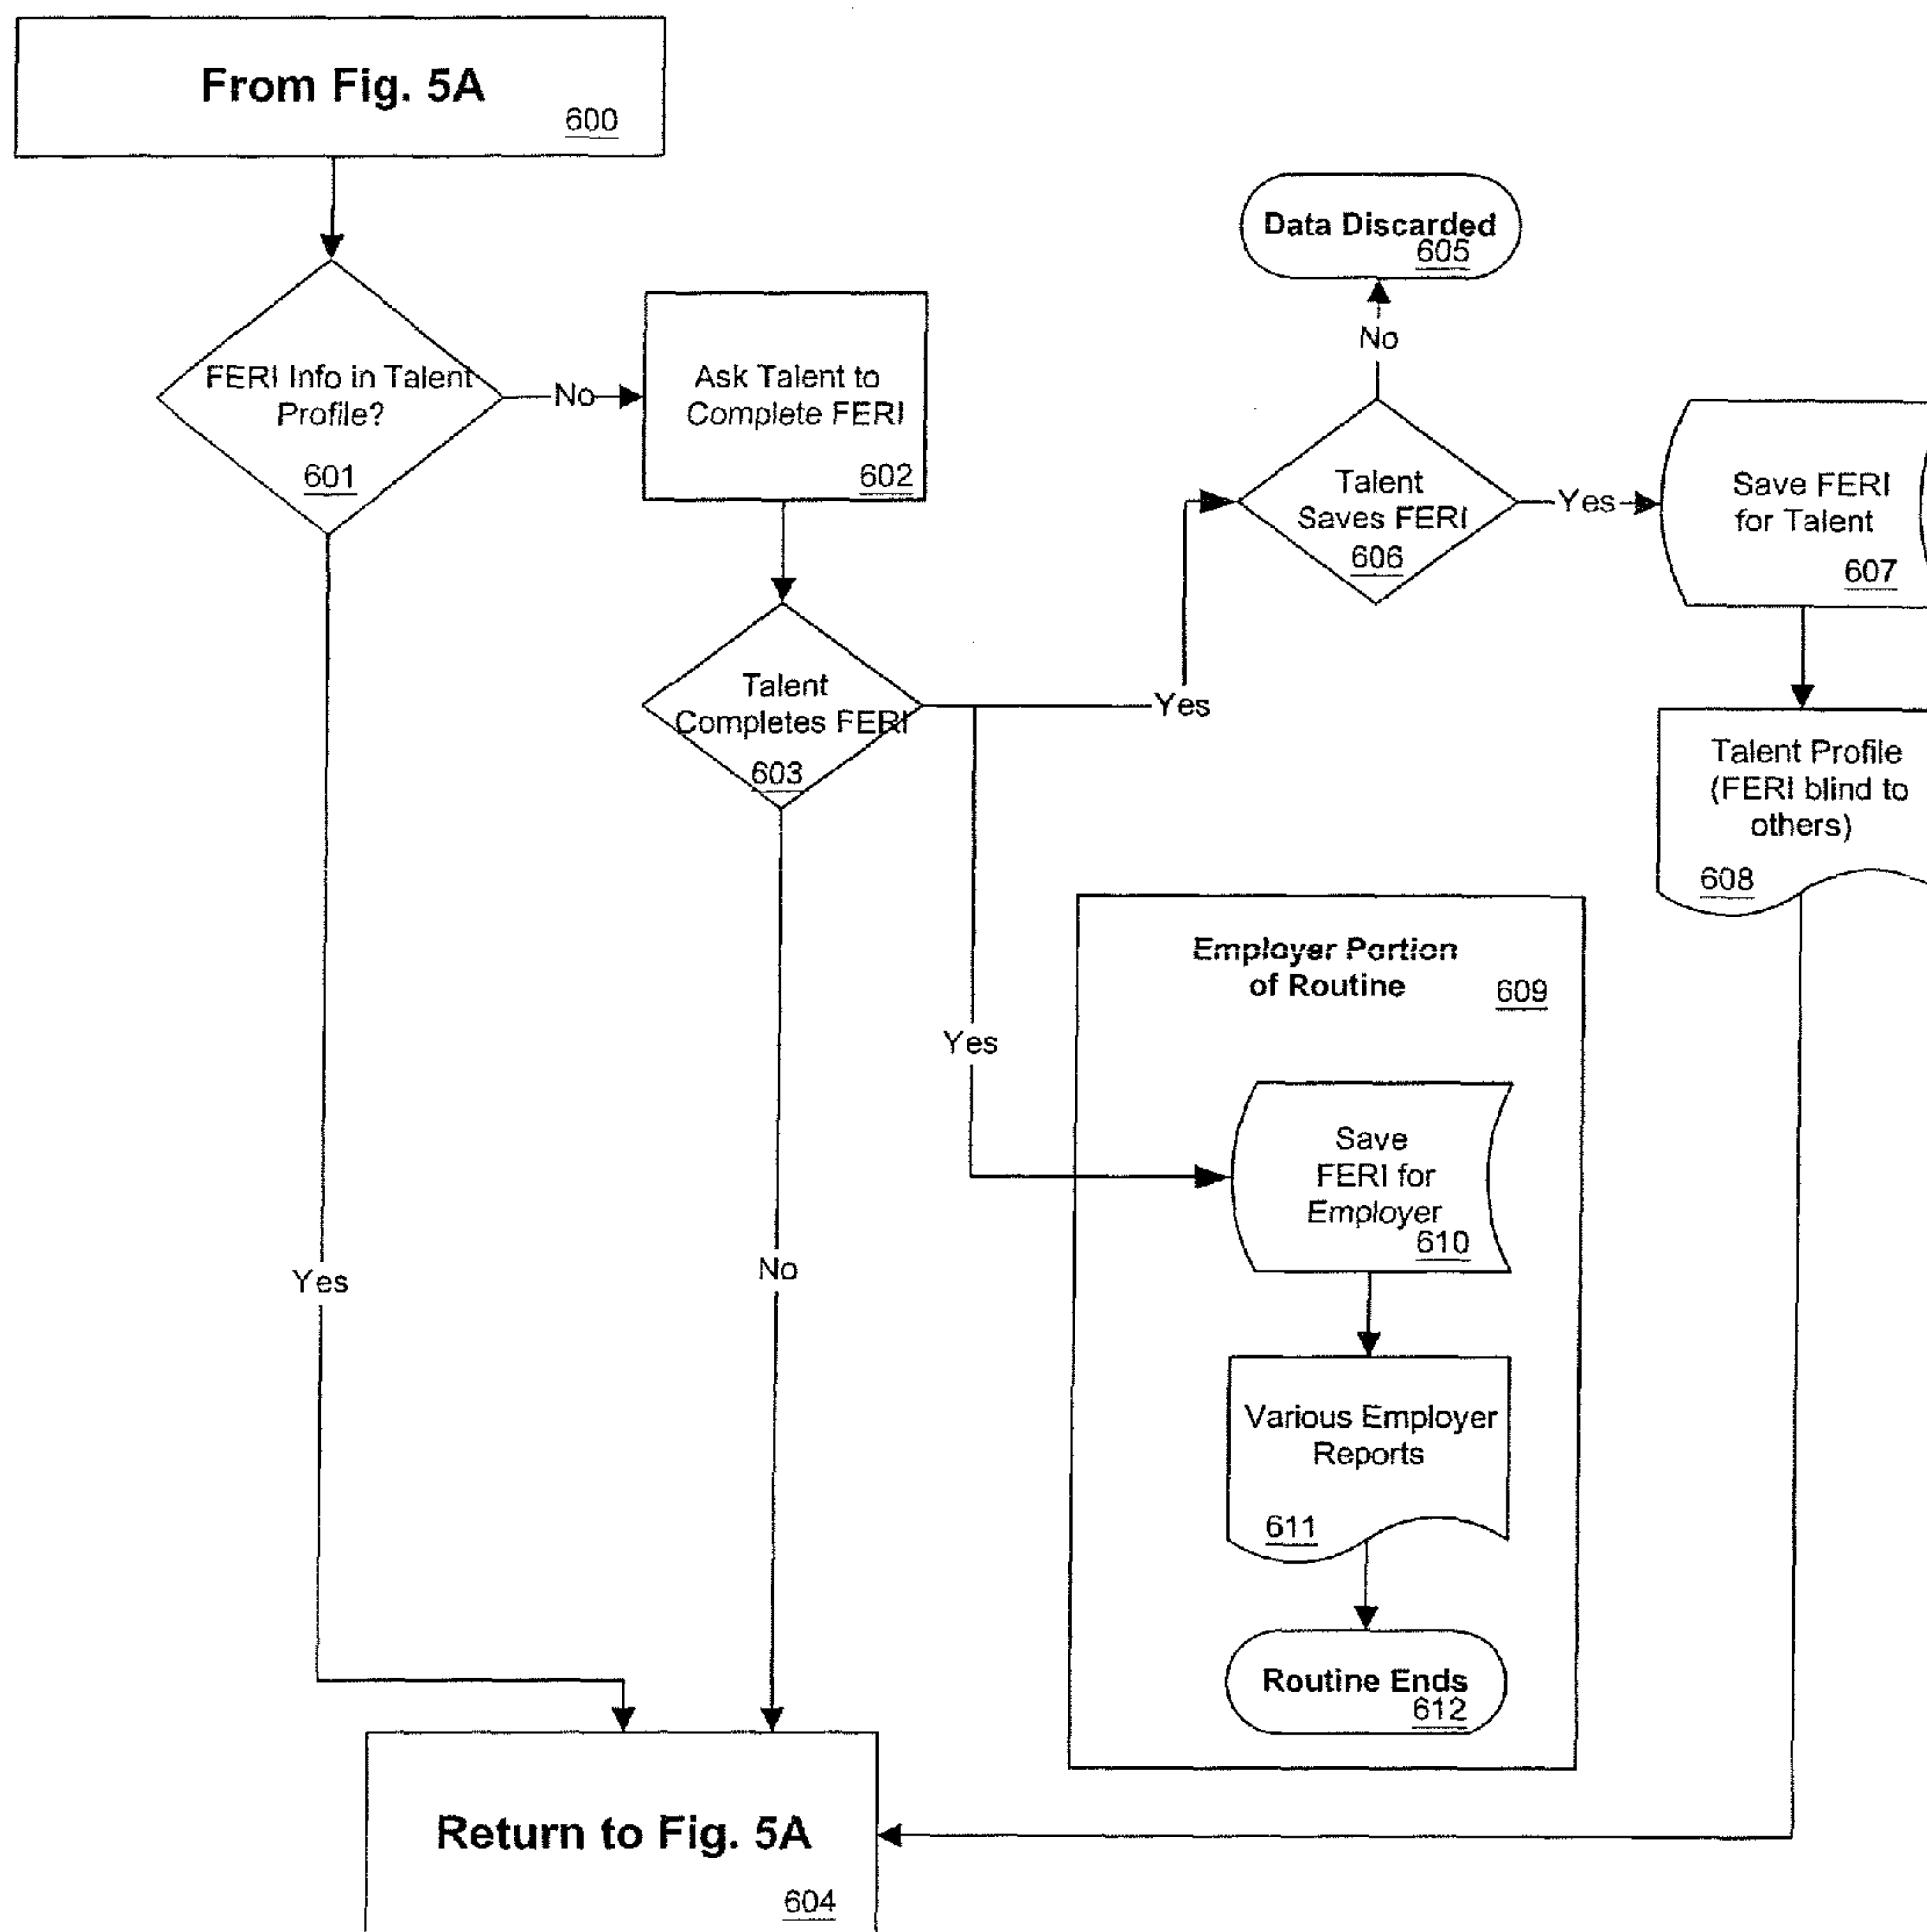 From Fig. 5A
600
FERI Info in Talent
Profile?
601
No
Ask Talent to
Complete FERI
602
Data Discarded
605
No
Talent
Saves FERI
606
Yes
Save FERI
for Talent
607
Talent
Completes FERI
603
Yes
Talent Profile
(FERI blind to
others)
608
Employer Portion
of Routine
609
Yes
Save
FERI for
Employer
610
Yes
No
Various Employer
Reports
611
Routine Ends
612
Return to Fig. 5A
604